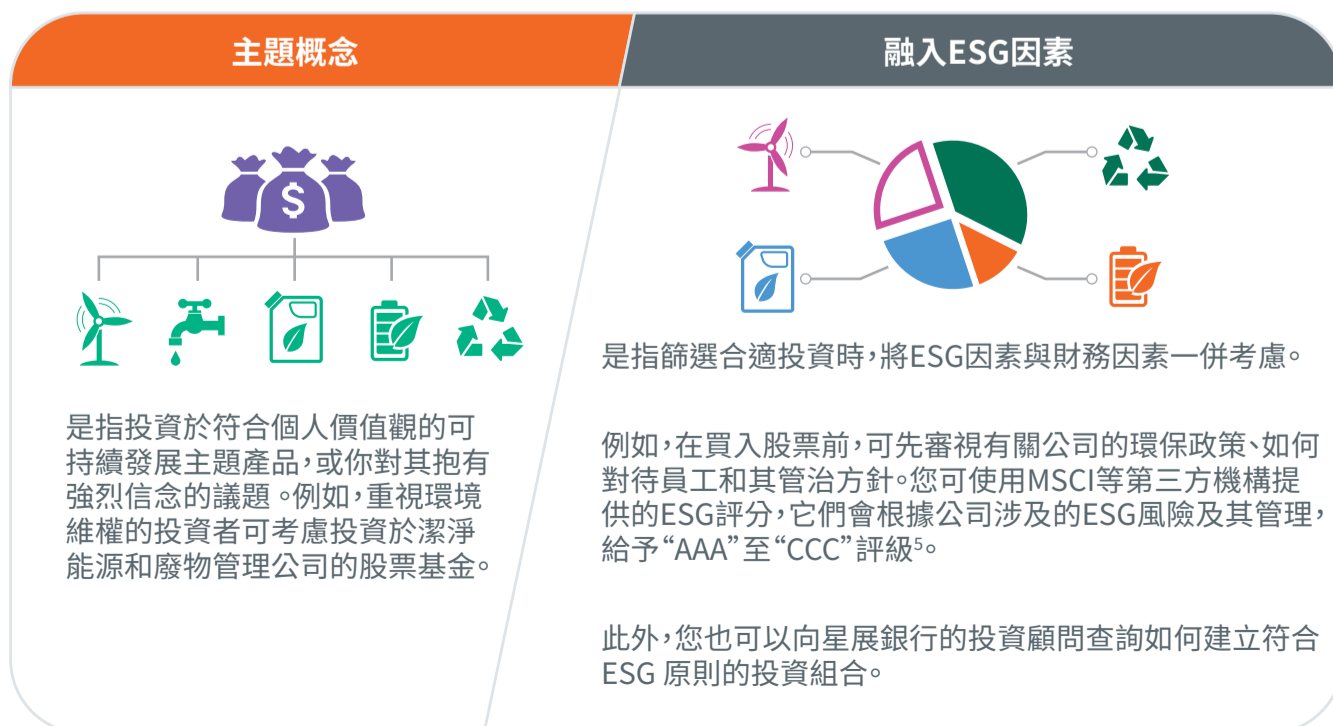 主題概念
$
是指投資於符合個人價值觀的可
持續發展主題產品，或你對其抱有
強烈信念的議題。例如，重視環境
維權的投資者可考慮投資於潔淨
能源和廢物管理公司的股票基金。
融入ESG因素
是指篩選合適投資時，將ESG因素與財務因素一併考慮。
例如，在買入股票前，可先審視有關公司的環保政策、如何
對待員工和其管治方針。您可使用MSCI等第三方機構提
供的ESG評分，它們會根據公司涉及的ESG風險及其管理，
給予“AAA”至“CCC”評級⁵。
此外，您也可以向星展銀行的投資顧問查詢如何建立符合
ESG 原則的投資組合。